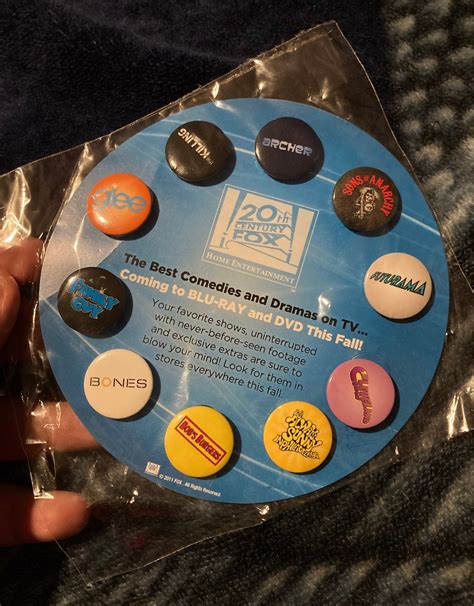 THE KILLING
ARCHER
SONS OF ANARCHY
glee
20th
CENTURY
FOX
HOME ENTERTAINMENT
FUTURAMA
FAMILY
GUY
The Best Comedies and Dramas on TV...
Coming to BLU-RAY and DVD This Fall!
Your favorite shows, uninterrupted
with never-before-seen footage
and exclusive extras are sure to
blow your mind! Look for them in
stores everywhere this fall.
BONES
CLEVELAND
BOB'S BURGERS
SUNNY
© 2011 FOX . All Rights Reserved